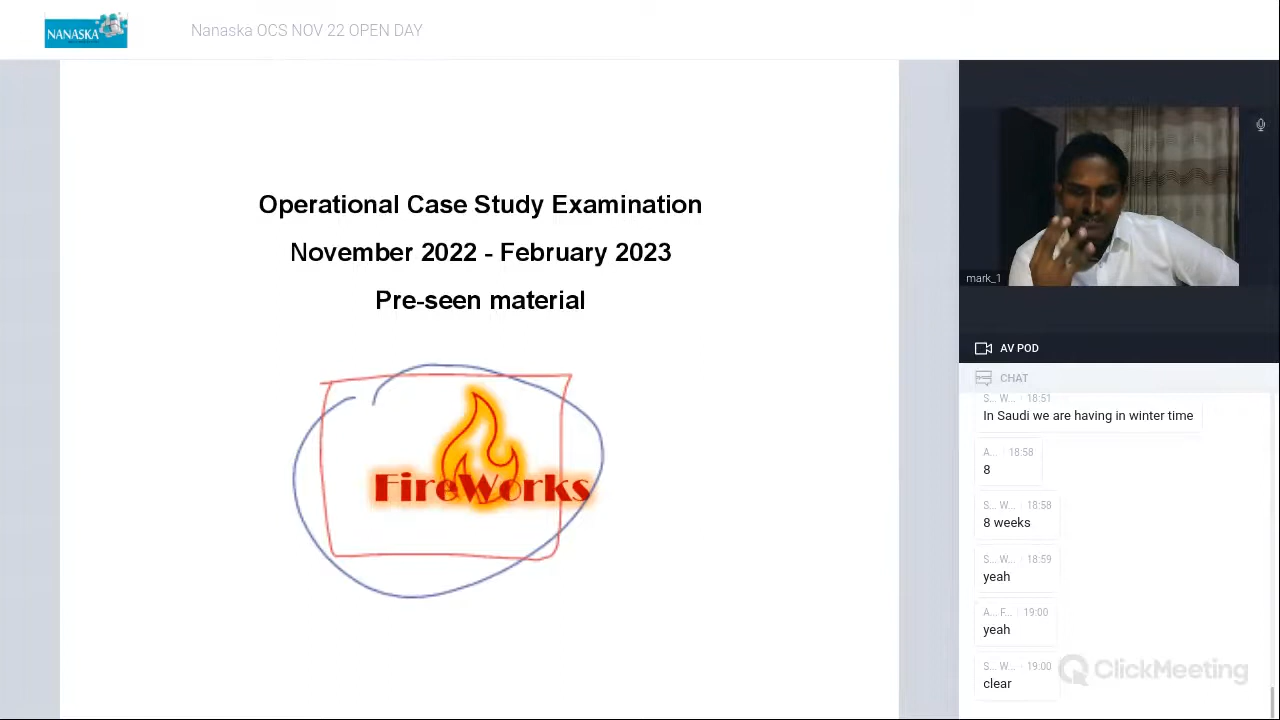 NANASKA
Nanaska OCS NOV 22 OPEN DAY
Operational Case Study Examination
November 2022 - February 2023
Pre-seen material
FireWorks
mark_1
AV POD
CHAT
S... W... · 18:51
In Saudi we are having in winter time
A... · 18:58
8
S... W... · 18:58
8 weeks
S... W... · 18:59
yeah
A... F... · 19:00
yeah
S... W... · 19:00
clear
ClickMeeting